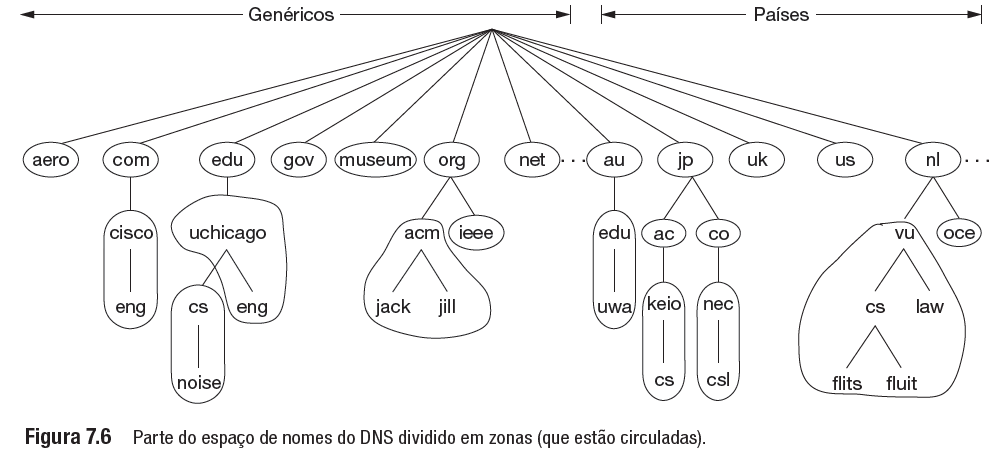 Genéricos Países
aero com edu gov museum org net ... au jp uk us nl ...
cisco uchicago acm ieee edu ac co vu oce
eng cs eng jack jill uwa keio nec cs law
noise cs csl flits fluit
Figura 7.6 Parte do espaço de nomes do DNS dividido em zonas (que estão circuladas).